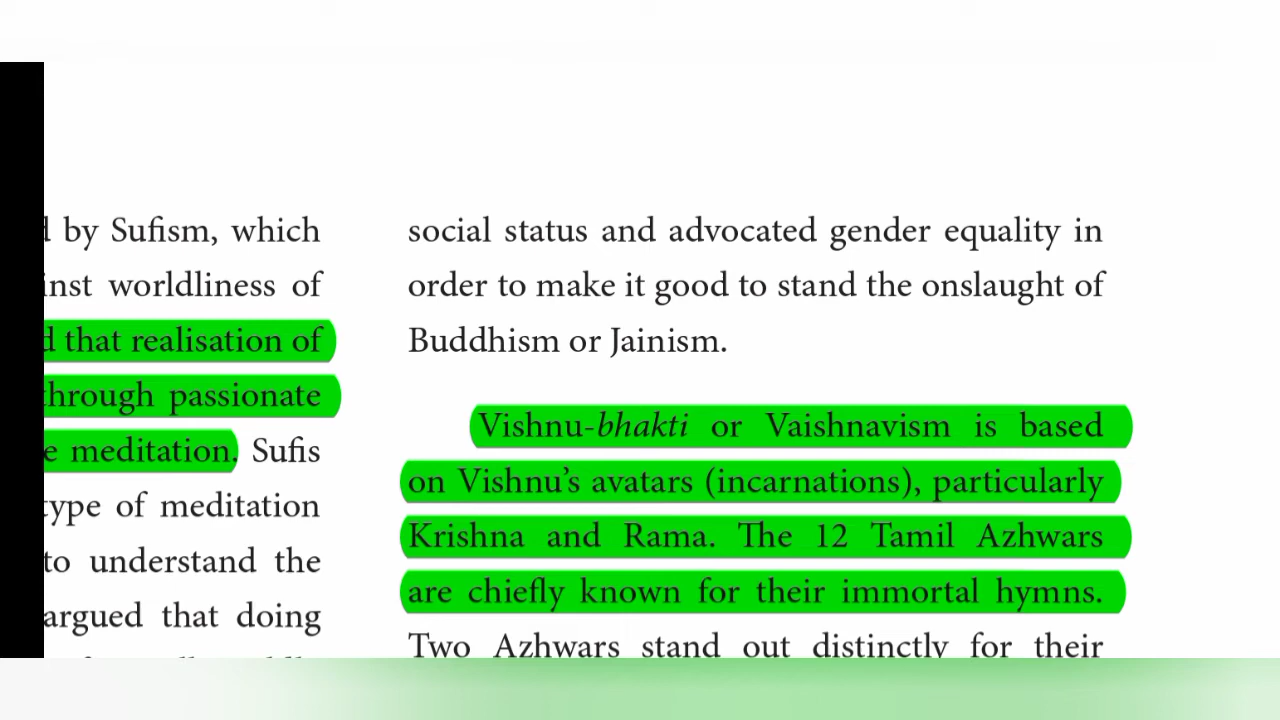 by Sufism, which
worldliness of
that realisation of
through passionate
meditation. Sufis
type of meditation
to understand the
argued that doing
social status and advocated gender equality in
order to make it good to stand the onslaught of
Buddhism or Jainism.
Vishnu-bhakti or Vaishnavism is based
on Vishnu’s avatars (incarnations), particularly
Krishna and Rama. The 12 Tamil Azhwars
are chiefly known for their immortal hymns.
Two Azhwars stand out distinctly for their